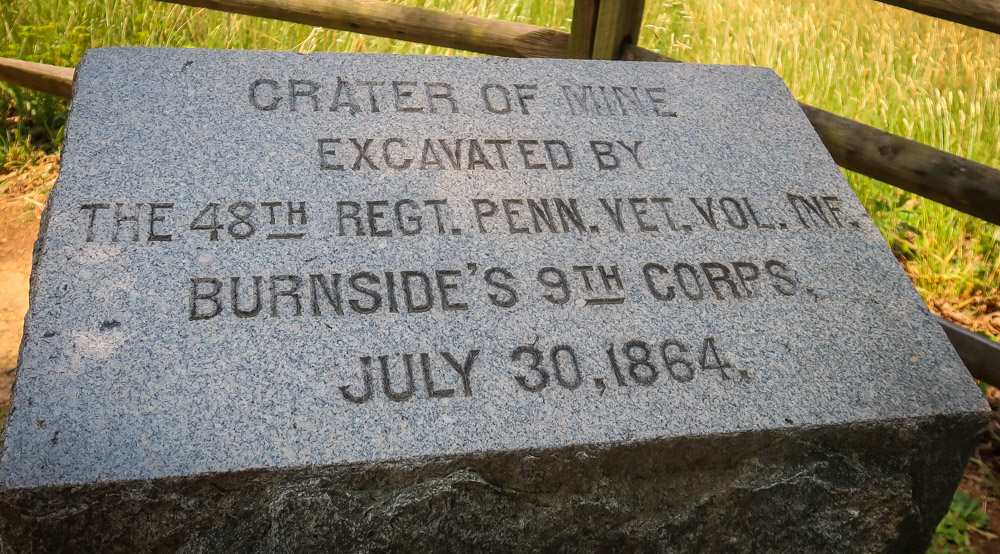 CRATER OF MINE
EXCAVATED BY
THE 48TH REGT. PENN. VET. VOL. INF.
BURNSIDE'S 9TH CORPS.
JULY 30, 1864.